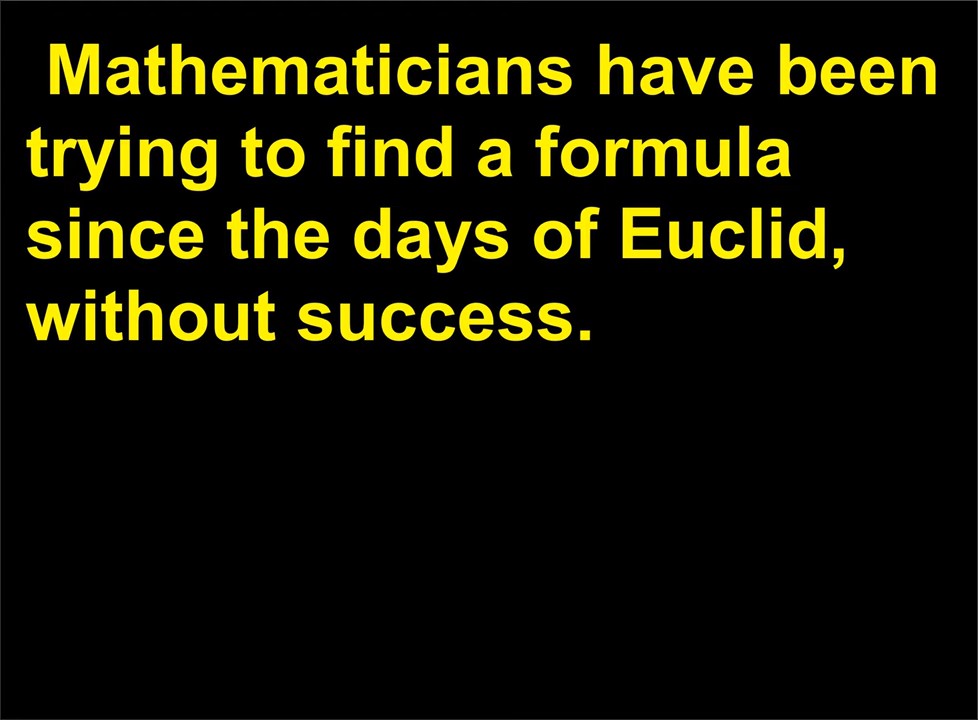 Mathematicians have been
trying to find a formula
since the days of Euclid,
without success.